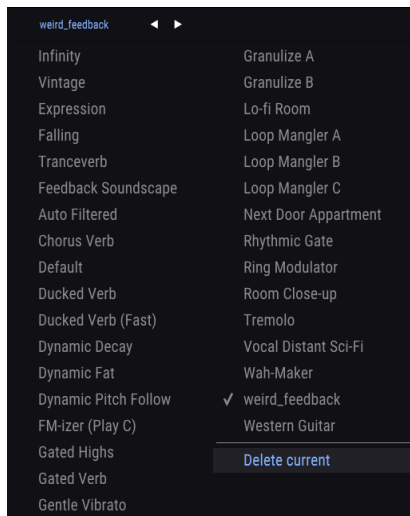 weird_feedback
Infinity
Vintage
Expression
Falling
Tranceverb
Feedback Soundscape
Auto Filtered
Chorus Verb
Default
Ducked Verb
Ducked Verb (Fast)
Dynamic Decay
Dynamic Fat
Dynamic Pitch Follow
FM-izer (Play C)
Gated Highs
Gated Verb
Gentle Vibrato
Granulize A
Granulize B
Lo-fi Room
Loop Mangler A
Loop Mangler B
Loop Mangler C
Next Door Appartment
Rhythmic Gate
Ring Modulator
Room Close-up
Tremolo
Vocal Distant Sci-Fi
Wah-Maker
weird_feedback
Western Guitar
Delete current